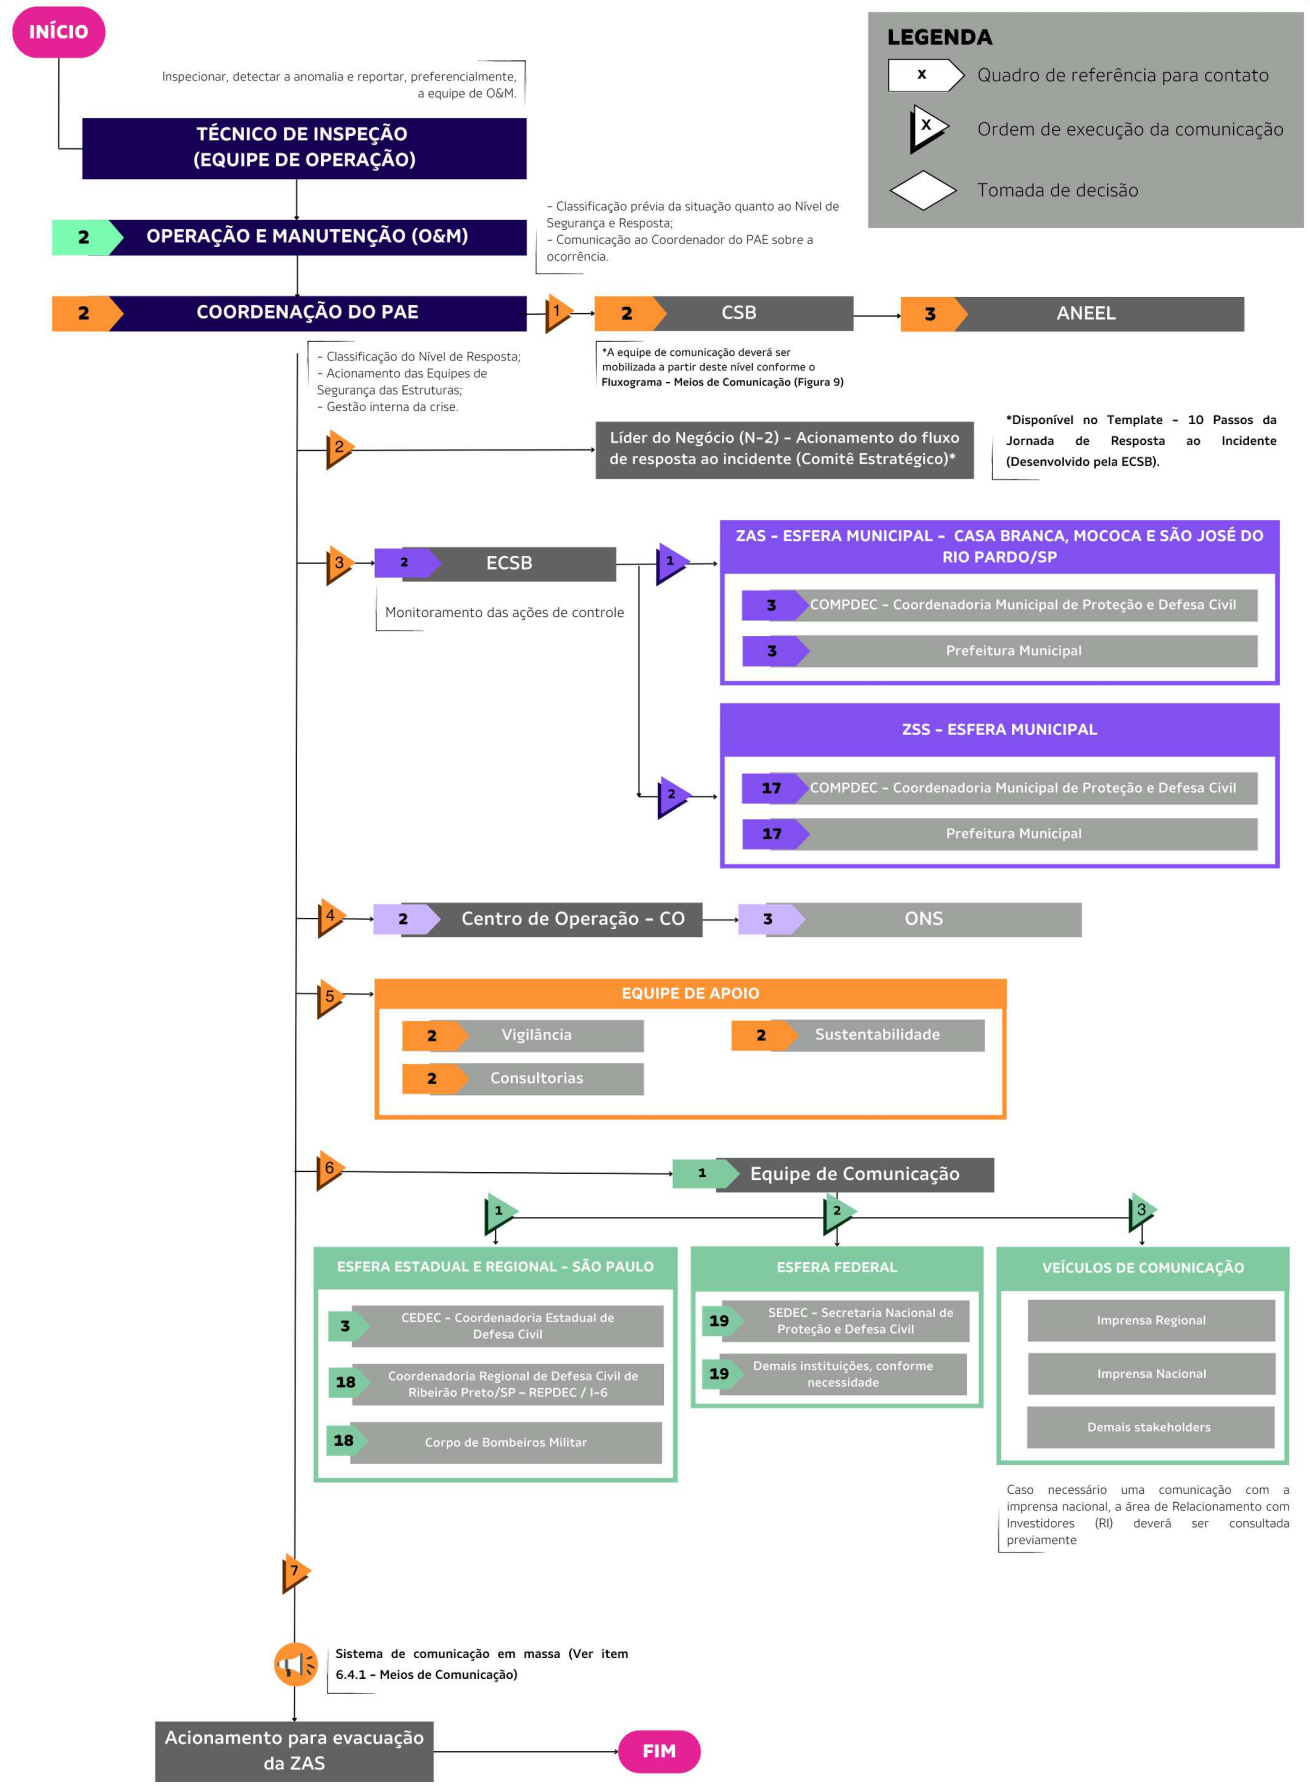 INÍCIO
LEGENDA
X
Quadro de referência para contato
X
Ordem de execução da comunicação
Tomada de decisão
Inspecionar, detectar a anomalia e reportar, preferencialmente,
a equipe de O&M.
TÉCNICO DE INSPEÇÃO
(EQUIPE DE OPERAÇÃO)
2
OPERAÇÃO E MANUTENÇÃO (O&M)
- Classificação prévia da situação quanto ao Nível de
Segurança e Resposta;
- Comunicação ao Coordenador do PAE sobre a
ocorrência.
2
COORDENAÇÃO DO PAE
1
2
CSB
3
ANEEL
- Classificação do Nível de Resposta;
- Acionamento das Equipes de
Segurança das Estruturas;
- Gestão interna da crise.
*A equipe de comunicação deverá ser
mobilizada a partir deste nível conforme o
Fluxograma - Meios de Comunicação (Figura 9)
2
Líder do Negócio (N-2) - Acionamento do fluxo
de resposta ao incidente (Comitê Estratégico)*
*Disponível no Template - 10 Passos da
Jornada de Resposta ao Incidente
(Desenvolvido pela ECSB).
3
2
ECSB
Monitoramento das ações de controle
1
ZAS - ESFERA MUNICIPAL - CASA BRANCA, MOCOCA E SÃO JOSÉ DO
RIO PARDO/SP
3
COMPDEC - Coordenadoria Municipal de Proteção e Defesa Civil
3
Prefeitura Municipal
2
ZSS - ESFERA MUNICIPAL
17
COMPDEC - Coordenadoria Municipal de Proteção e Defesa Civil
17
Prefeitura Municipal
4
2
Centro de Operação - CO
3
ONS
5
EQUIPE DE APOIO
2
Vigilância
2
Sustentabilidade
2
Consultorias
6
1
Equipe de Comunicação
1
2
3
ESFERA ESTADUAL E REGIONAL - SÃO PAULO
3
CEDEC - Coordenadoria Estadual de
Defesa Civil
18
Coordenadoria Regional de Defesa Civil de
Ribeirão Preto/SP – REPDEC / I-6
18
Corpo de Bombeiros Militar
ESFERA FEDERAL
19
SEDEC - Secretaria Nacional de
Proteção e Defesa Civil
19
Demais instituições, conforme
necessidade
VEÍCULOS DE COMUNICAÇÃO
Imprensa Regional
Imprensa Nacional
Demais stakeholders
Caso necessário uma comunicação com a
imprensa nacional, a área de Relacionamento com
Investidores (RI) deverá ser consultada
previamente
7
Sistema de comunicação em massa (Ver item
6.4.1 - Meios de Comunicação)
Acionamento para evacuação
da ZAS
FIM